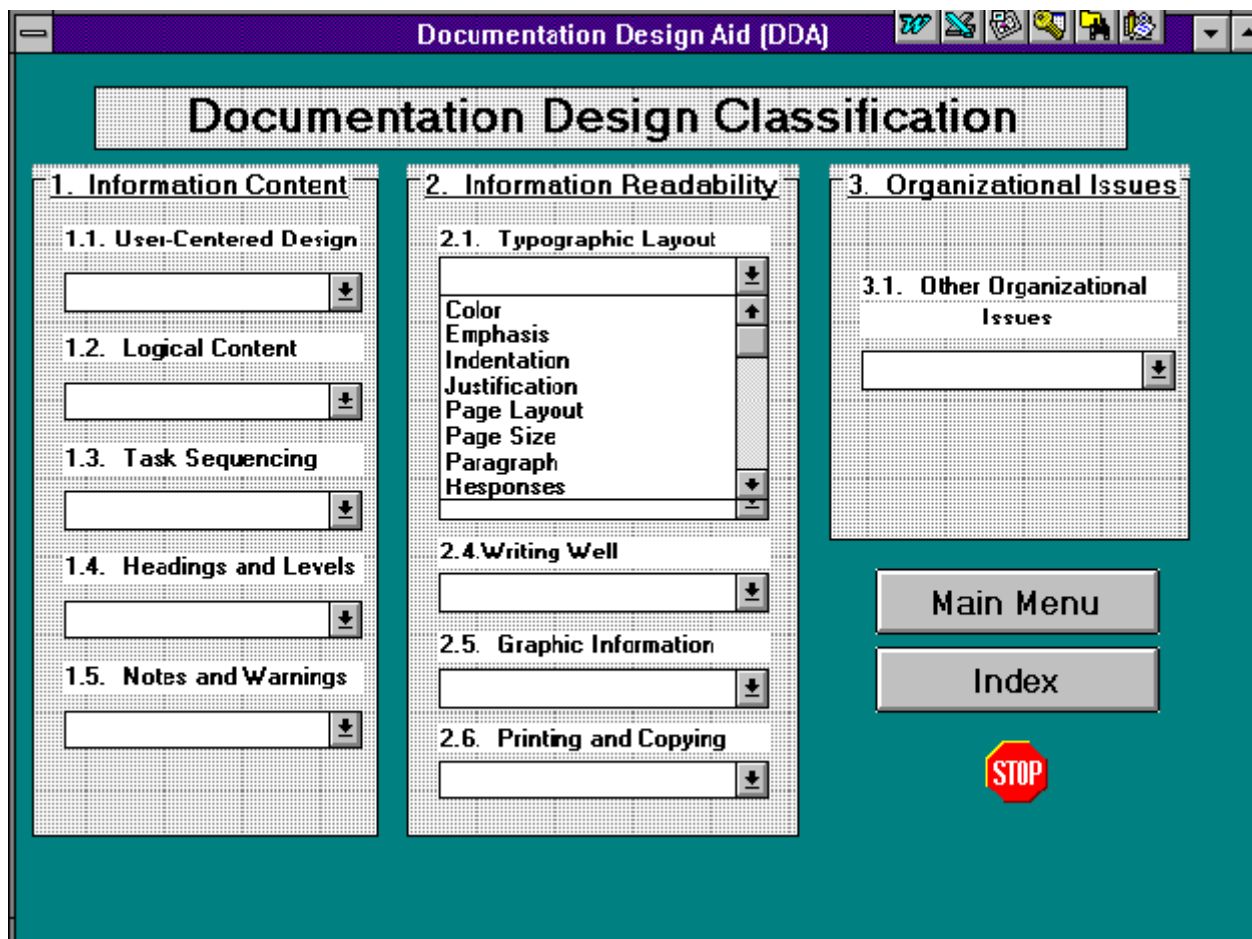 Documentation Design Aid (DDA)
Documentation Design Classification
1. Information Content
1.1. User-Centered Design
1.2. Logical Content
1.3. Task Sequencing
1.4. Headings and Levels
1.5. Notes and Warnings
2. Information Readability
2.1. Typographic Layout
Color
Emphasis
Indentation
Justification
Page Layout
Page Size
Paragraph
Responses
2.4.Writing Well
2.5. Graphic Information
2.6. Printing and Copying
3. Organizational Issues
3.1. Other Organizational
Issues
Main Menu
Index
STOP